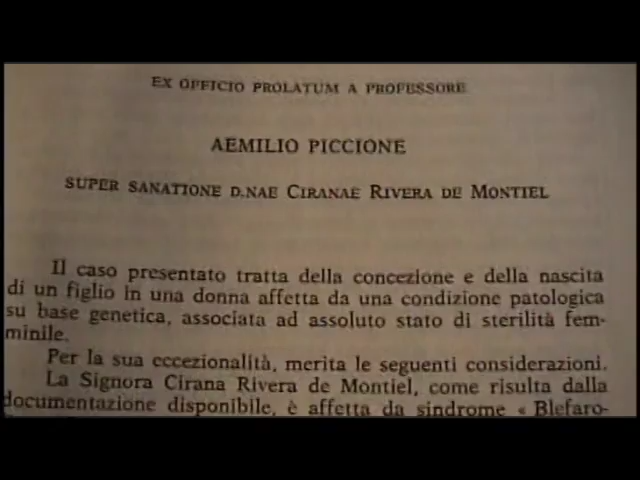 EX OFFICIO PROLATUM A PROFESSORE
AEMILIO PICCIONE
SUPER SANATIONE D.NAE CIRANAE RIVERA DE MONTIEL
Il caso presentato tratta della concezione e della nascita
di un figlio in una donna affetta da una condizione patologica
su base genetica, associata ad assoluto stato di sterilità fem-
minile.
Per la sua eccezionalità, merita le seguenti considerazioni.
La Signora Cirana Rivera de Montiel, come risulta dalla
documentazione disponibile, è affetta da sindrome « Blefaro-